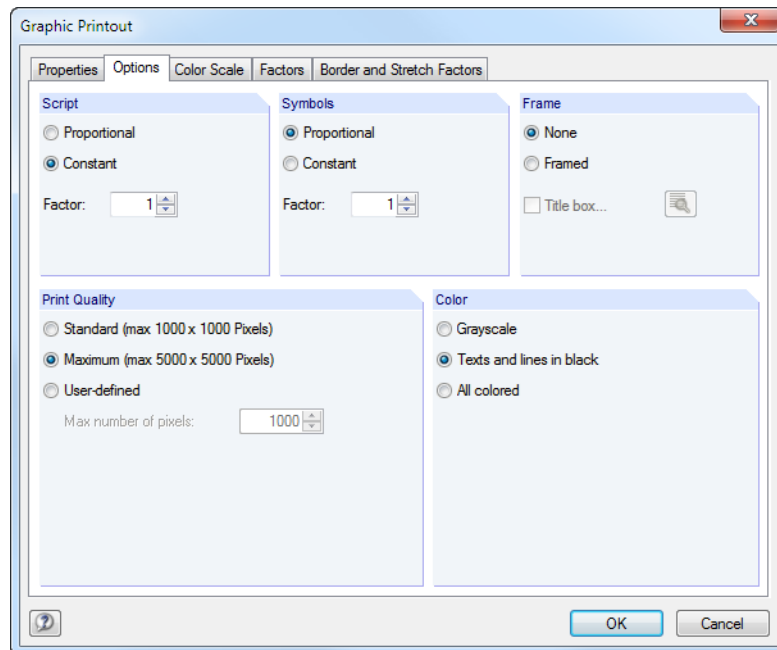 Graphic Printout
Properties Options Color Scale Factors Border and Stretch Factors
Script
Proportional
Constant
Factor: 1
Symbols
Proportional
Constant
Factor: 1
Frame
None
Framed
Title box...
Print Quality
Standard (max 1000 x 1000 Pixels)
Maximum (max 5000 x 5000 Pixels)
User-defined
Max number of pixels: 1000
Color
Grayscale
Texts and lines in black
All colored
OK Cancel